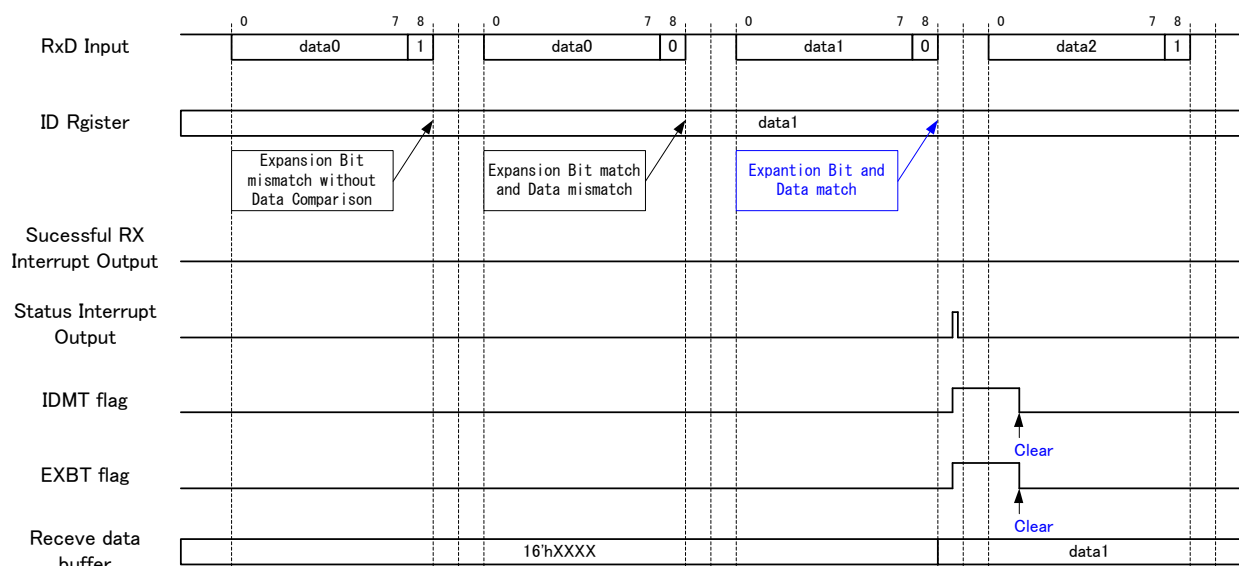 0 7 8 0 7 8 0 7 8 0 7 8
RxD Input data0 1 data0 0 data1 0 data2 1
ID Rgister data1
Expansion Bit
mismatch without
Data Comparison
Expansion Bit match
and Data mismatch
Expantion Bit and
Data match
Sucessful RX
Interrupt Output
Status Interrupt
Output
IDMT flag
Clear
EXBT flag
Clear
Receve data
buffer
16'hXXXX data1